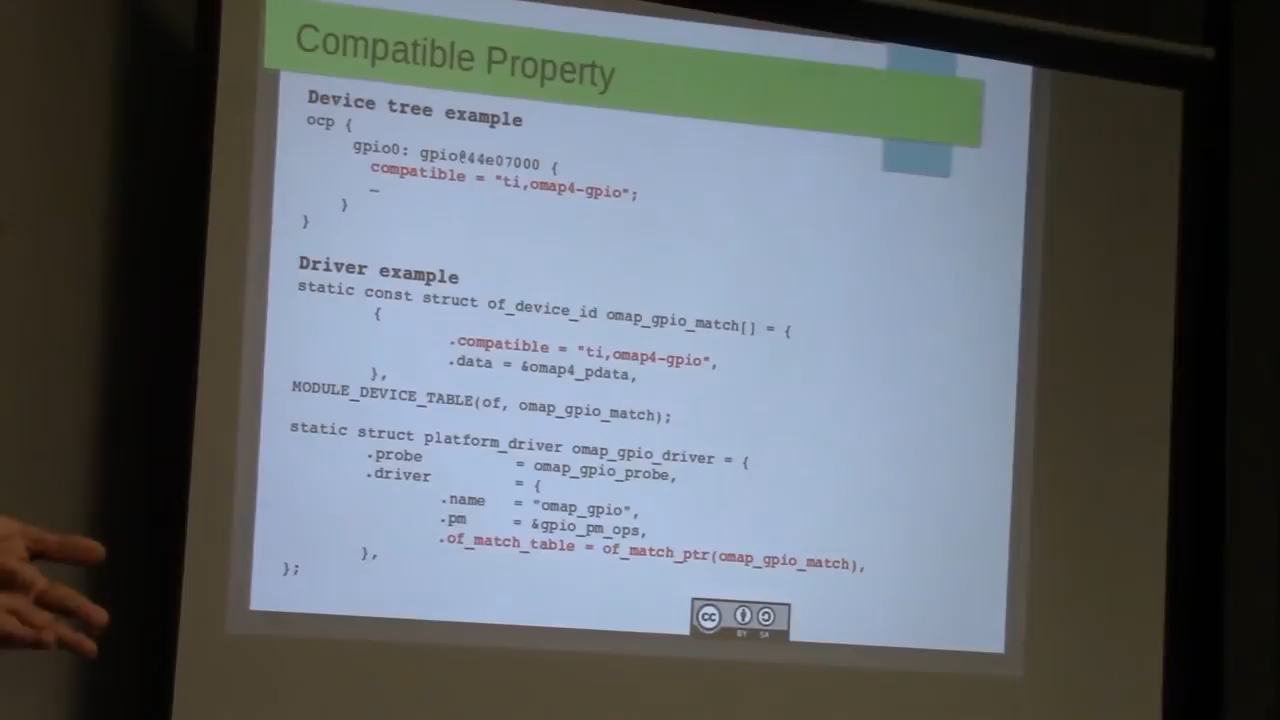 Compatible Property
Device tree example
ocp {
gpio0: gpio@44e07000 {
compatible = "ti,omap4-gpio";
…
}
}
Driver example
static const struct of_device_id omap_gpio_match[] = {
{
.compatible = "ti,omap4-gpio",
.data = &omap4_pdata,
},
MODULE_DEVICE_TABLE(of, omap_gpio_match);
static struct platform_driver omap_gpio_driver = {
.probe = omap_gpio_probe,
.driver = {
.name = "omap_gpio",
.pm = &gpio_pm_ops,
.of_match_table = of_match_ptr(omap_gpio_match),
},
};
cc
BY SA